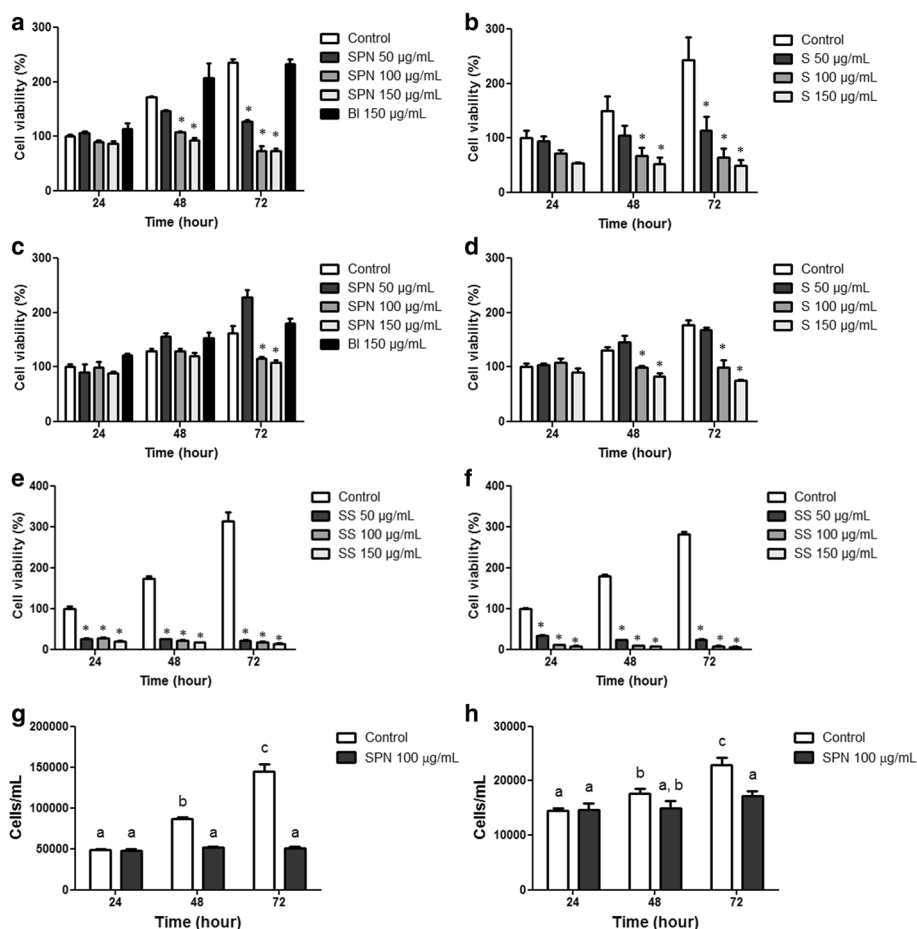 a
300
200
100
0
Cell viability (%)
*
* *
* *
24 48 72
Time (hour)
Control
SPN 50 µg/mL
SPN 100 µg/mL
SPN 150 µg/mL
BI 150 µg/mL
b
300
200
100
0
Cell viability (%)
* *
*
* *
24 48 72
Time (hour)
Control
S 50 µg/mL
S 100 µg/mL
S 150 µg/mL
c
300
200
100
0
Cell viability (%)
* *
24 48 72
Time (hour)
Control
SPN 50 µg/mL
SPN 100 µg/mL
SPN 150 µg/mL
BI 150 µg/mL
d
300
200
100
0
Cell viability (%)
* *
* *
24 48 72
Time (hour)
Control
S 50 µg/mL
S 100 µg/mL
S 150 µg/mL
e
400
300
200
100
0
Cell viability (%)
* * * * * * * * *
24 48 72
Time (hour)
Control
SS 50 µg/mL
SS 100 µg/mL
SS 150 µg/mL
f
400
300
200
100
0
Cell viability (%)
* * * * * * * * *
24 48 72
Time (hour)
Control
SS 50 µg/mL
SS 100 µg/mL
SS 150 µg/mL
g
200000
150000
100000
50000
0
Cells/mL
a a b a c a
24 48 72
Time (hour)
Control
SPN 100 µg/mL
h
30000
20000
10000
0
Cells/mL
a a b a, b c a
24 48 72
Time (hour)
Control
SPN 100 µg/mL